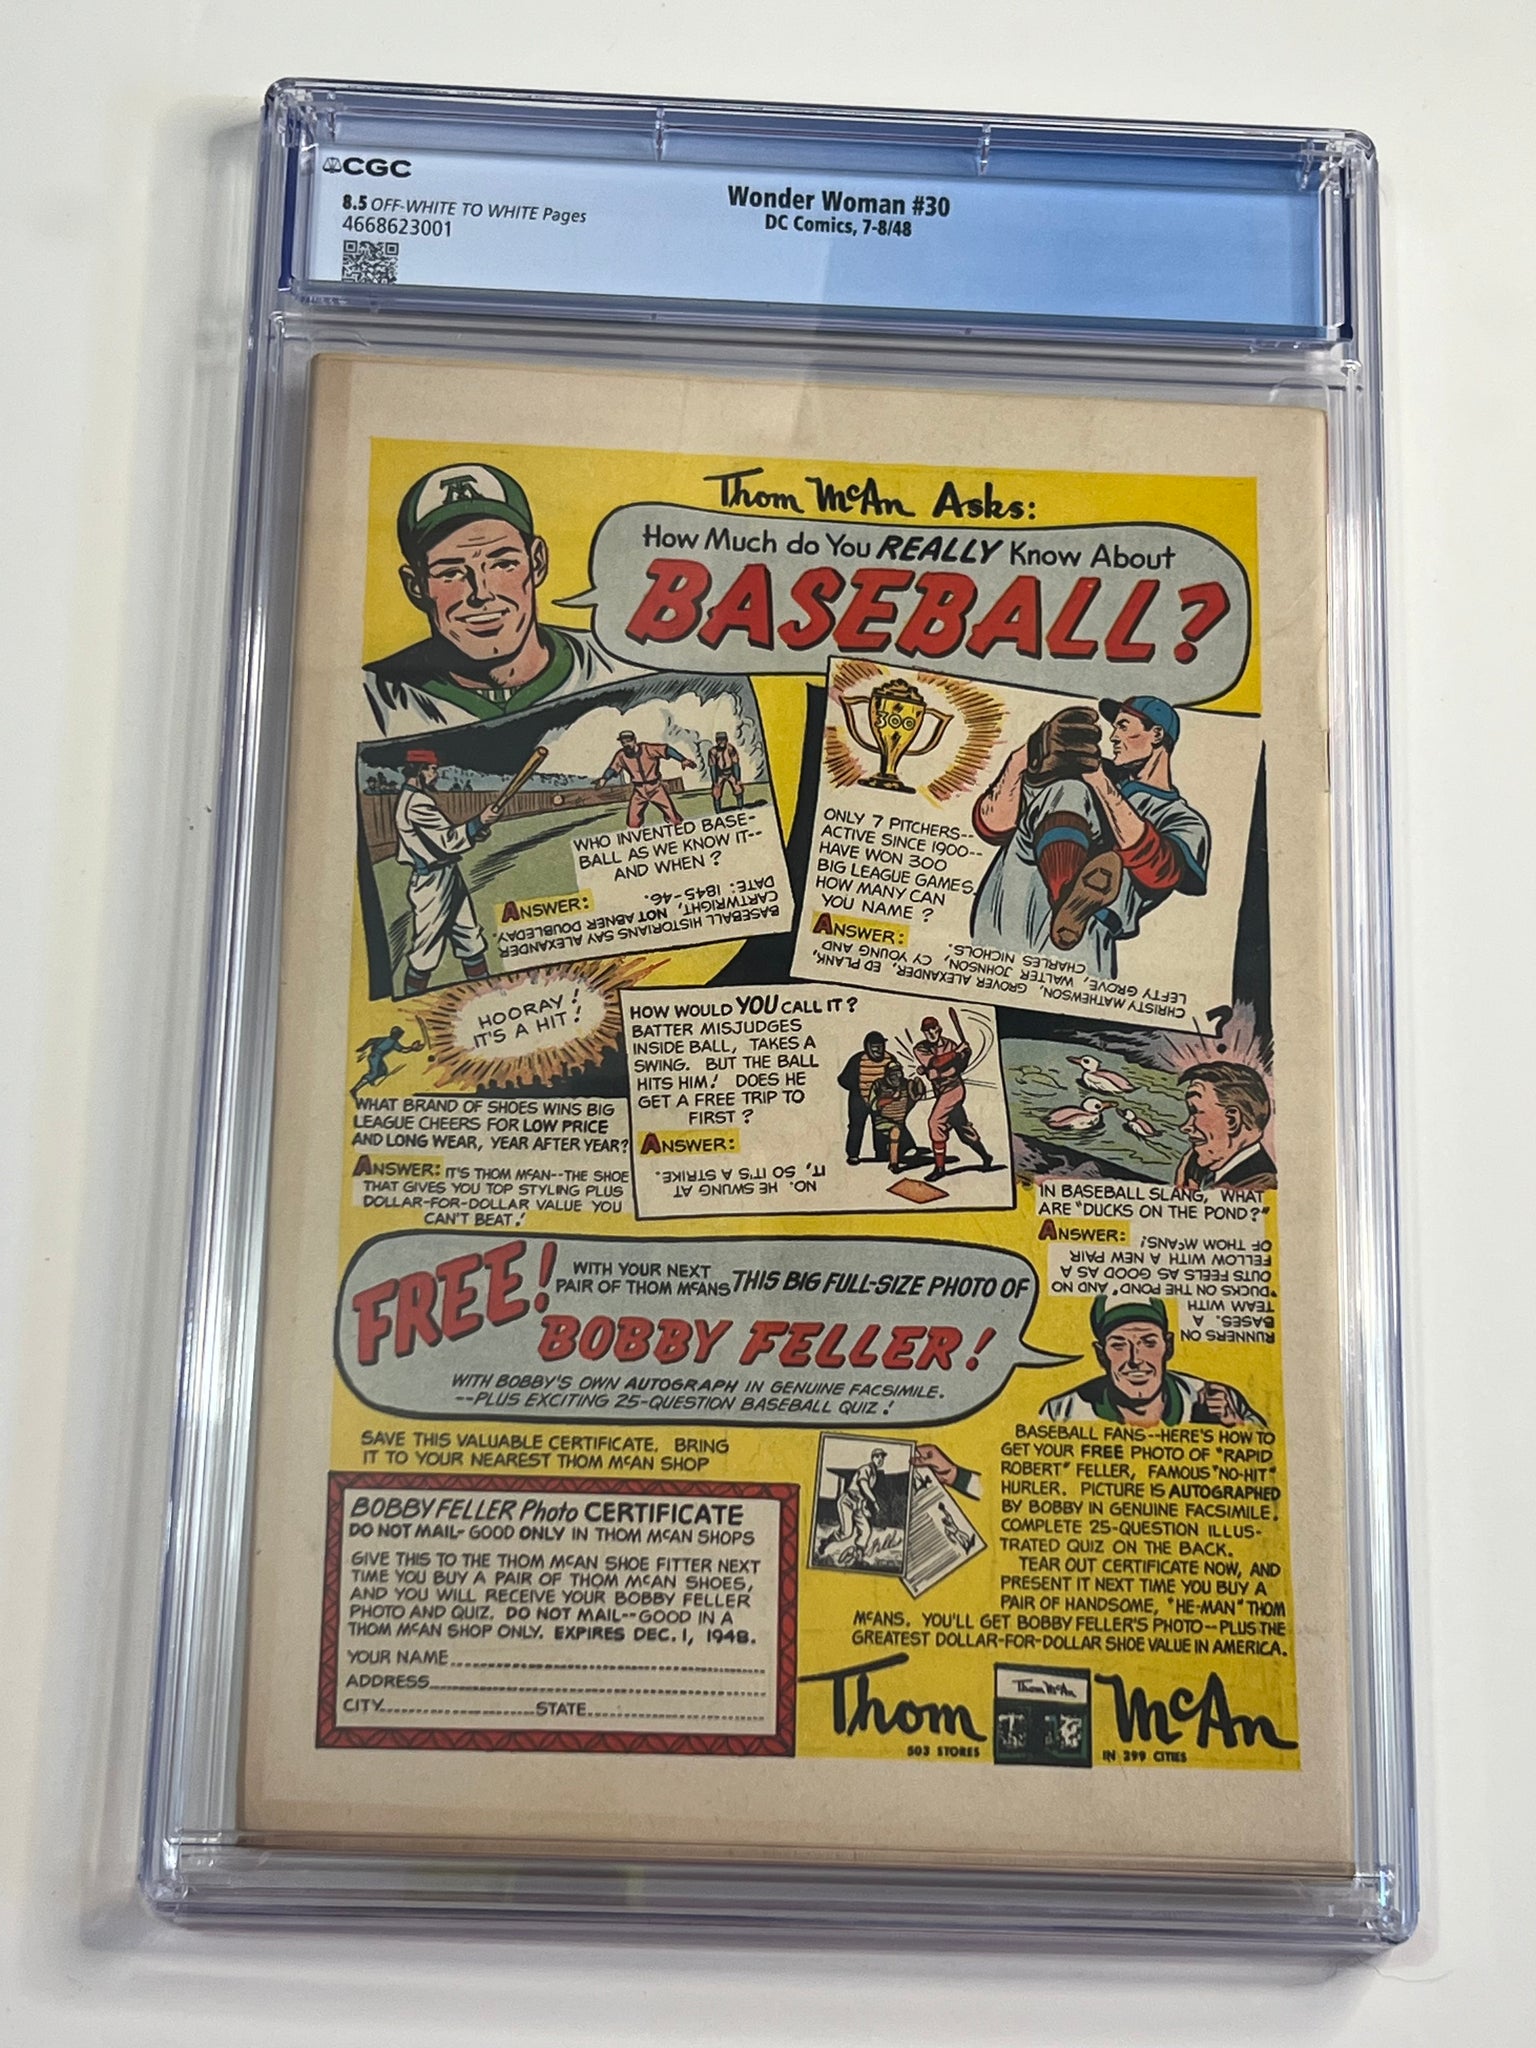 CGC
8.5 OFF-WHITE TO WHITE Pages
4668623001
Wonder Woman #30
DC Comics, 7-8/48
TM
Thom McAn Asks:
How Much do You REALLY Know About
BASEBALL?
WHO INVENTED BASE-
BALL AS WE KNOW IT--
AND WHEN?
ANSWER:
BASEBALL HISTORIANS SAY ALEXANDER
CARTWRIGHT, NOT ABNER DOUBLEDAY.
DATE: 1845-46.
300
ONLY 7 PITCHERS--
ACTIVE SINCE 1900--
HAVE WON 300
BIG LEAGUE GAMES.
HOW MANY CAN
YOU NAME?
ANSWER:
CHRISTY MATHEWSON, GROVER ALEXANDER, ED PLANK,
LEFTY GROVE, WALTER JOHNSON, CY YOUNG AND
CHARLES NICHOLS.
HOORAY!
IT'S A HIT!
WHAT BRAND OF SHOES WINS BIG
LEAGUE CHEERS FOR LOW PRICE
AND LONG WEAR, YEAR AFTER YEAR?
ANSWER: IT'S THOM McAN--THE SHOE
THAT GIVES YOU TOP STYLING PLUS
DOLLAR-FOR-DOLLAR VALUE YOU
CAN'T BEAT!
HOW WOULD YOU CALL IT?
BATTER MISJUDGES
INSIDE BALL, TAKES A
SWING. BUT THE BALL
HITS HIM! DOES HE
GET A FREE TRIP TO
FIRST?
ANSWER:
NO. HE SWUNG AT
IT, SO IT'S A STRIKE.
?
IN BASEBALL SLANG, WHAT
ARE "DUCKS ON THE POND?"
ANSWER:
RUNNERS ON
BASES. A
TEAM WITH
"DUCKS ON THE POND" AND NO
OUTS FEELS AS GOOD AS A
FELLOW WITH A NEW PAIR
OF THOM McANS!
FREE! WITH YOUR NEXT
PAIR OF THOM McANS THIS BIG FULL-SIZE PHOTO OF
BOBBY FELLER!
WITH BOBBY'S OWN AUTOGRAPH IN GENUINE FACSIMILE.
--PLUS EXCITING 25-QUESTION BASEBALL QUIZ!
SAVE THIS VALUABLE CERTIFICATE. BRING
IT TO YOUR NEAREST THOM McAN SHOP
BOBBY FELLER Photo CERTIFICATE
DO NOT MAIL- GOOD ONLY IN THOM McAN SHOPS
GIVE THIS TO THE THOM McAN SHOE FITTER NEXT
TIME YOU BUY A PAIR OF THOM McAN SHOES,
AND YOU WILL RECEIVE YOUR BOBBY FELLER
PHOTO AND QUIZ. DO NOT MAIL--GOOD IN A
THOM McAN SHOP ONLY. EXPIRES DEC. 1, 1948.
YOUR NAME
ADDRESS
CITY STATE
BASEBALL FANS--HERE'S HOW TO
GET YOUR FREE PHOTO OF "RAPID
ROBERT" FELLER, FAMOUS "NO-HIT"
HURLER. PICTURE IS AUTOGRAPHED
BY BOBBY IN GENUINE FACSIMILE.
COMPLETE 25-QUESTION ILLUS-
TRATED QUIZ ON THE BACK.
TEAR OUT CERTIFICATE NOW, AND
PRESENT IT NEXT TIME YOU BUY A
PAIR OF HANDSOME, "HE-MAN" THOM
McANS. YOU'LL GET BOBBY FELLER'S PHOTO--PLUS THE
GREATEST DOLLAR-FOR-DOLLAR SHOE VALUE IN AMERICA.
Thom McAn
Thom McAn
503 STORES IN 299 CITIES